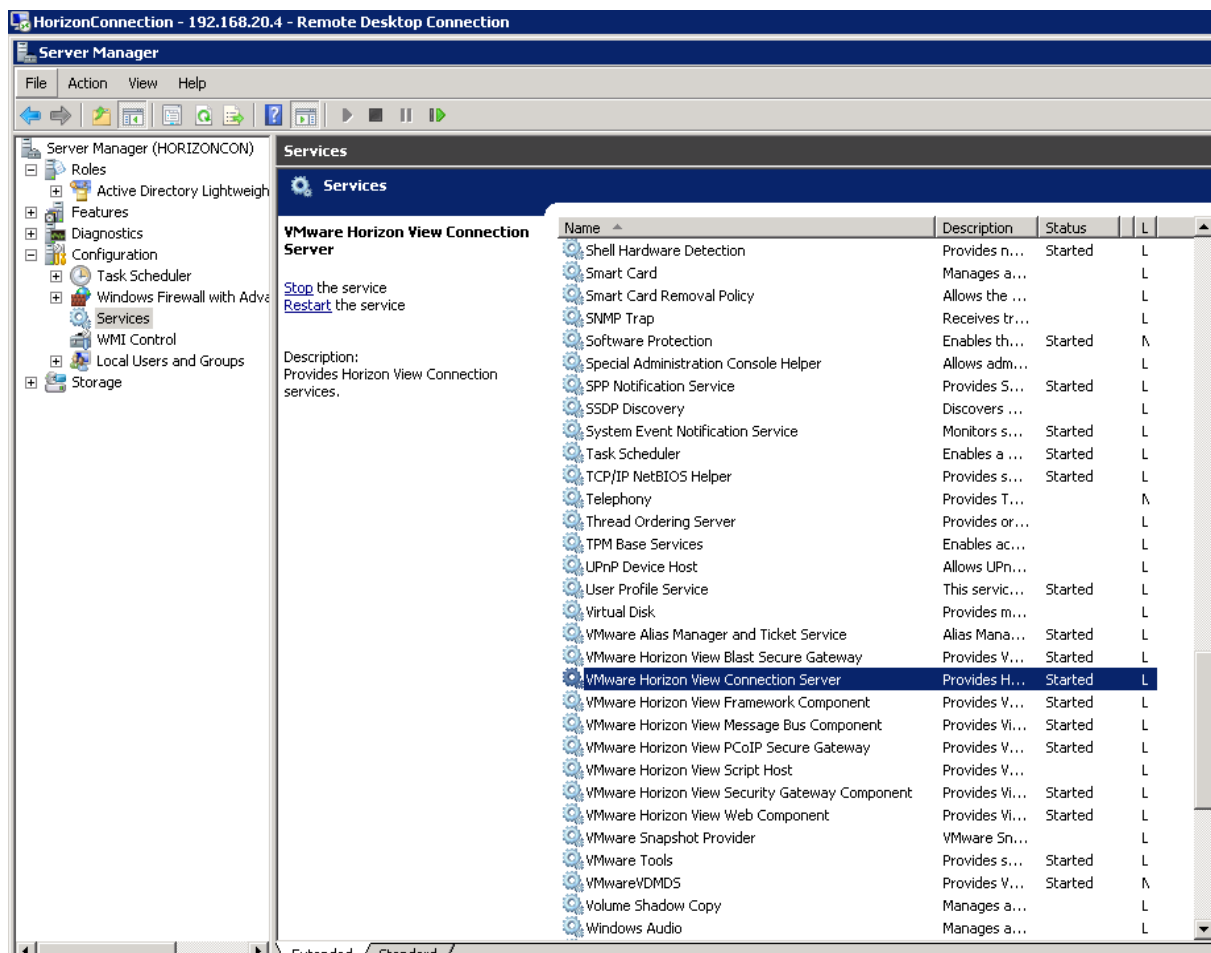 HorizonConnection - 192.168.20.4 - Remote Desktop Connection
Server Manager
File Action View Help
Server Manager (HORIZONCON)
Roles
Active Directory Lightweigh
Features
Diagnostics
Configuration
Task Scheduler
Windows Firewall with Adva
Services
WMI Control
Local Users and Groups
Storage
Services
Services
VMware Horizon View Connection
Server
Stop the service
Restart the service
Description:
Provides Horizon View Connection
services.
Name Description Status L
Shell Hardware Detection Provides n... Started L
Smart Card Manages a... L
Smart Card Removal Policy Allows the ... L
SNMP Trap Receives tr... L
Software Protection Enables th... Started N
Special Administration Console Helper Allows adm... L
SPP Notification Service Provides S... Started L
SSDP Discovery Discovers ... L
System Event Notification Service Monitors s... Started L
Task Scheduler Enables a ... Started L
TCP/IP NetBIOS Helper Provides s... Started L
Telephony Provides T... N
Thread Ordering Server Provides or... L
TPM Base Services Enables ac... L
UPnP Device Host Allows UPn... L
User Profile Service This servic... Started L
Virtual Disk Provides m... L
VMware Alias Manager and Ticket Service Alias Mana... Started L
VMware Horizon View Blast Secure Gateway Provides V... Started L
VMware Horizon View Connection Server Provides H... Started L
VMware Horizon View Framework Component Provides V... Started L
VMware Horizon View Message Bus Component Provides Vi... Started L
VMware Horizon View PCoIP Secure Gateway Provides V... Started L
VMware Horizon View Script Host Provides V... L
VMware Horizon View Security Gateway Component Provides Vi... Started L
VMware Horizon View Web Component Provides Vi... Started L
VMware Snapshot Provider VMware Sn... L
VMware Tools Provides s... Started L
VMwareVDMDS Provides V... Started N
Volume Shadow Copy Manages a... L
Windows Audio Manages a... L
Extended Standard